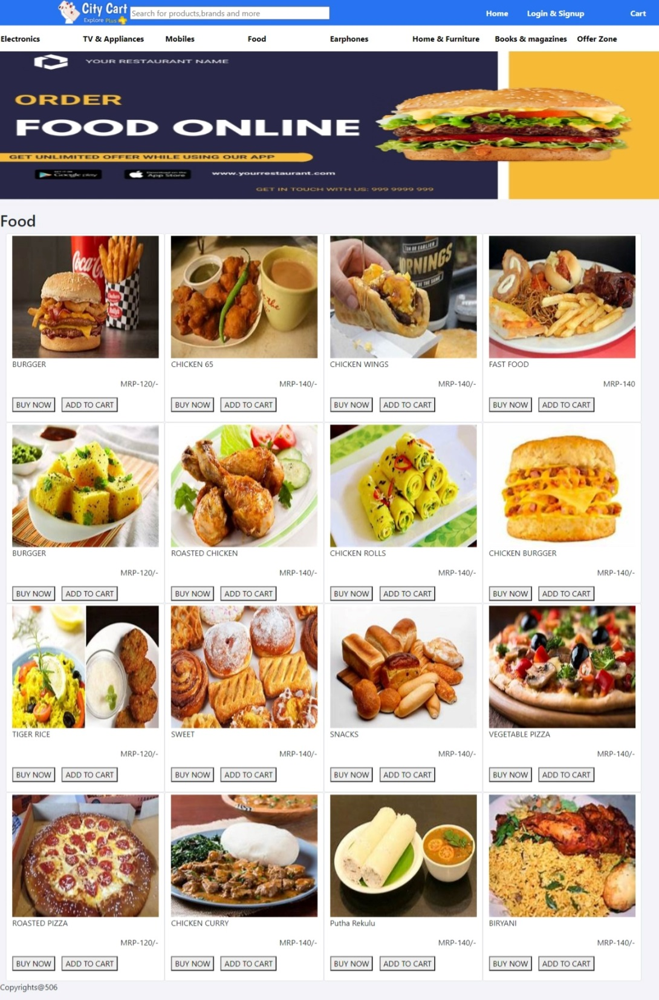 City Cart
Explore Plus
Search for products,brands and more
Home Login & Signup Cart
Electronics TV & Appliances Mobiles Food Earphones Home & Furniture Books & magazines Offer Zone
YOUR RESTAURANT NAME
ORDER
FOOD ONLINE
GET UNLIMITED OFFER WHILE USING OUR APP
Google play
App Store
www.yourrestaurant.com
GET IN TOUCH WITH US: 999 9999 999
Food
Coca
ORNINGS
BURGGER CHICKEN 65 CHICKEN WINGS FAST FOOD
MRP-120/- MRP-140/- MRP-140/- MRP-140
BUY NOW ADD TO CART BUY NOW ADD TO CART BUY NOW ADD TO CART BUY NOW ADD TO CART
BURGGER ROASTED CHICKEN CHICKEN ROLLS CHICKEN BURGGER
MRP-120/- MRP-140/- MRP-140/- MRP-140/-
BUY NOW ADD TO CART BUY NOW ADD TO CART BUY NOW ADD TO CART BUY NOW ADD TO CART
TIGER RICE SWEET SNACKS VEGETABLE PIZZA
MRP-120/- MRP-140/- MRP-140/- MRP-140/-
BUY NOW ADD TO CART BUY NOW ADD TO CART BUY NOW ADD TO CART BUY NOW ADD TO CART
ROASTED PIZZA CHICKEN CURRY Putha Rekulu BIRYANI
MRP-120/- MRP-140/- MRP-140/- MRP-140/-
BUY NOW ADD TO CART BUY NOW ADD TO CART BUY NOW ADD TO CART BUY NOW ADD TO CART
Copyrights@506